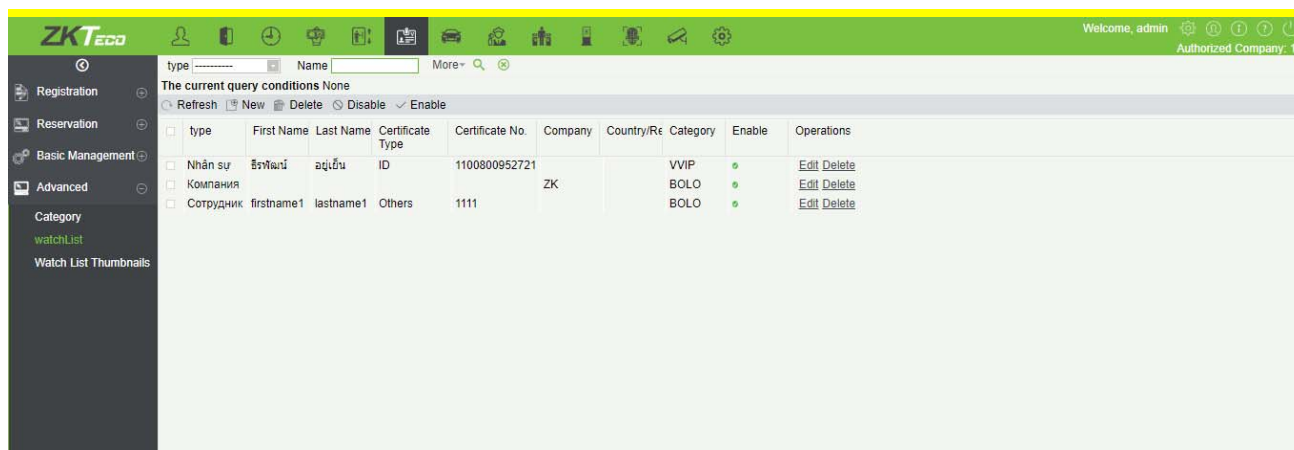 ZKTeco
Welcome, admin
Authorized Company: 1
type ---------- Name More
The current query conditions None
Refresh New Delete Disable Enable
Registration
Reservation
Basic Management
Advanced
Category
watchList
Watch List Thumbnails
type First Name Last Name Certificate Type Certificate No. Company Country/Re Category Enable Operations
Nhân sự ธีรพัฒน์ อยู่เย็น ID 1100800952721 VVIP Edit Delete
Компания ZK BOLO Edit Delete
Сотрудник firstname1 lastname1 Others 1111 BOLO Edit Delete